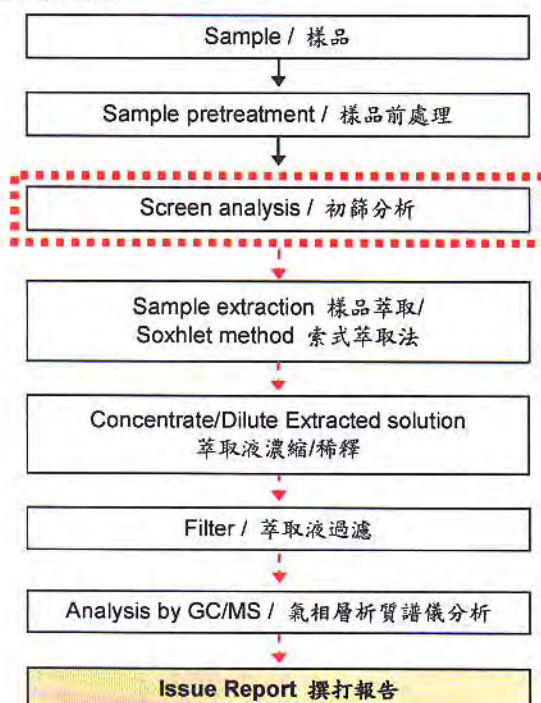 Sample / 樣品
Sample pretreatment / 樣品前處理
Screen analysis / 初篩分析
Sample extraction 樣品萃取/
Soxhlet method 索式萃取法
Concentrate/Dilute Extracted solution
萃取液濃縮/稀釋
Filter / 萃取液過濾
Analysis by GC/MS / 氣相層析質譜儀分析
Issue Report 撰打報告